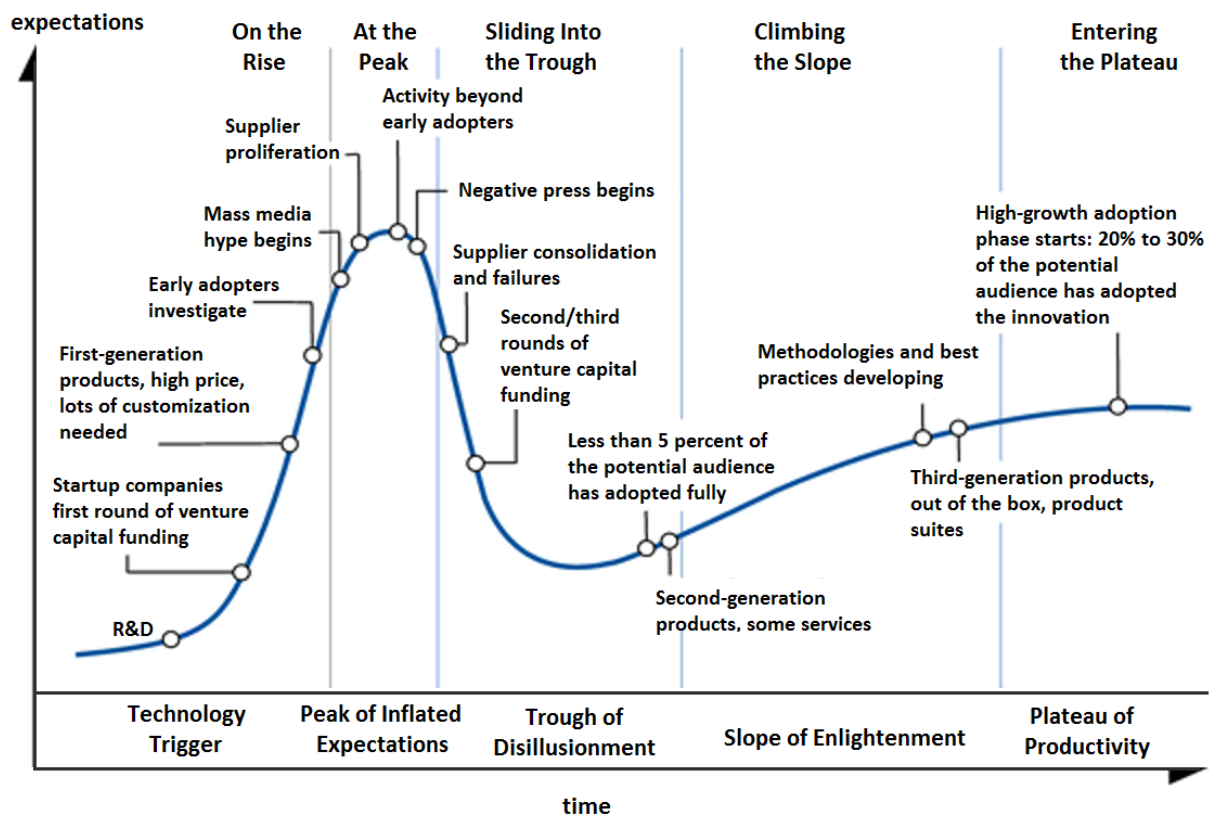 expectations
On the
Rise
At the
Peak
Sliding Into
the Trough
Climbing
the Slope
Entering
the Plateau
Activity beyond
early adopters
Supplier
proliferation
Negative press begins
Mass media
hype begins
High-growth adoption
phase starts: 20% to 30%
of the potential
audience has adopted
the innovation
Supplier consolidation
and failures
Early adopters
investigate
Second/third
rounds of
venture capital
funding
First-generation
products, high price,
lots of customization
needed
Methodologies and best
practices developing
Less than 5 percent of
the potential audience
has adopted fully
Third-generation products,
out of the box, product
suites
Startup companies
first round of venture
capital funding
Second-generation
products, some services
R&D
Technology
Trigger
Peak of Inflated
Expectations
Trough of
Disillusionment
Slope of Enlightenment
Plateau of
Productivity
time